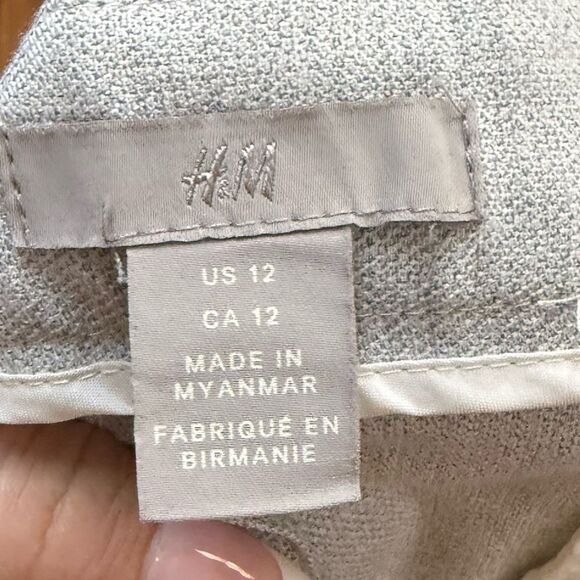 H&M
US 12
CA 12
MADE IN
MYANMAR
FABRIQUÉ EN
BIRMANIE